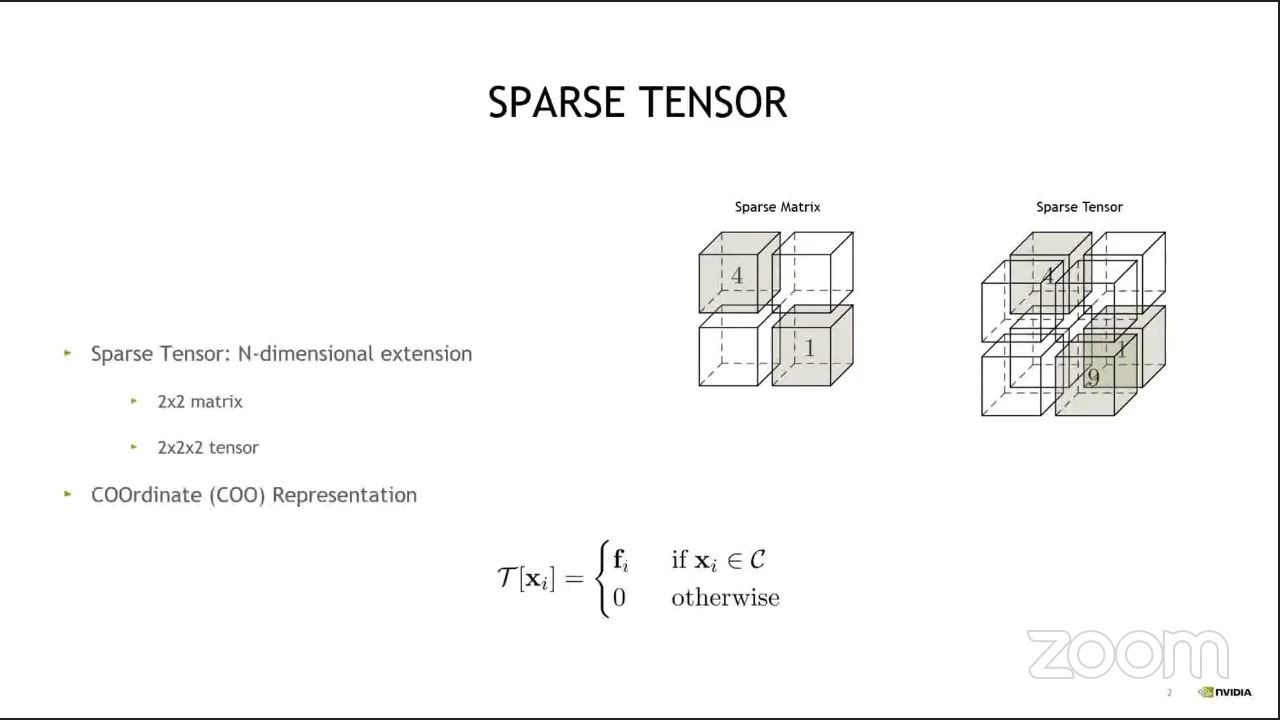 SPARSE TENSOR
Sparse Matrix
Sparse Tensor
4
1
4
1
9
Sparse Tensor: N-dimensional extension
2x2 matrix
2x2x2 tensor
COOrdinate (COO) Representation
𝒯[𝐱ᵢ] = { 𝐟ᵢ if 𝐱ᵢ ∈ 𝒞
0 otherwise
zoom
2 NVIDIA